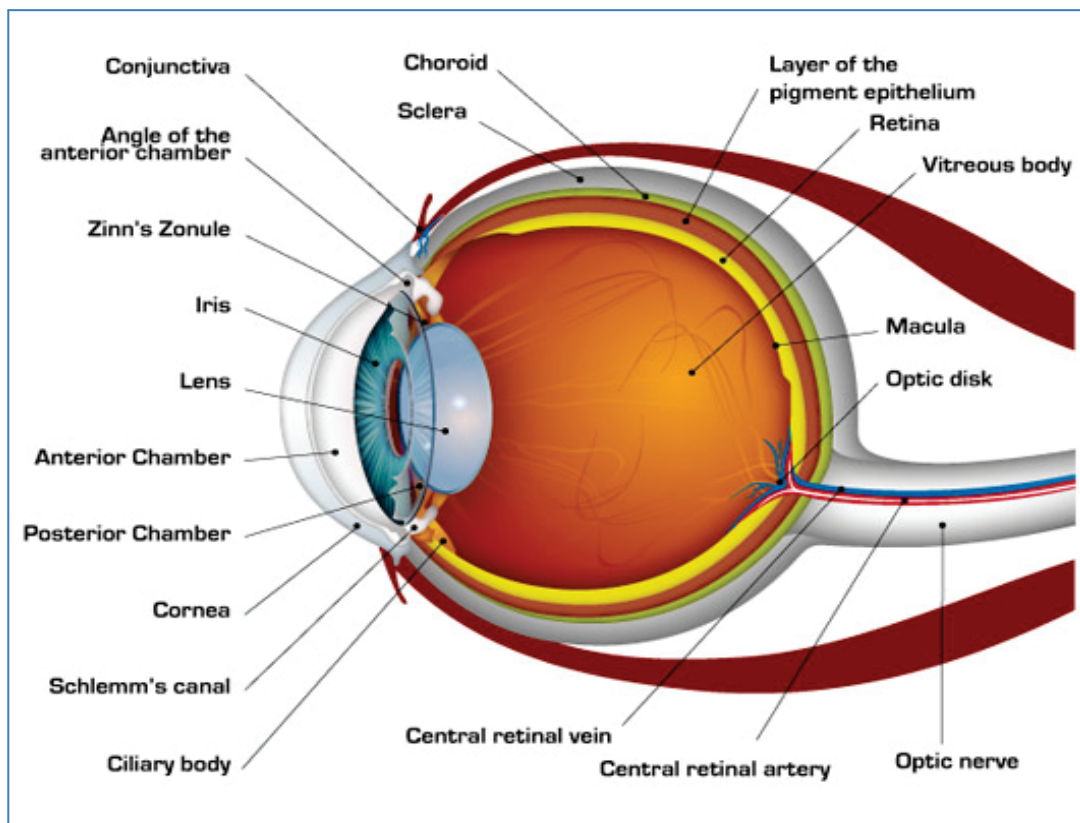 Conjunctiva
Angle of the
anterior chamber
Zinn's Zonule
Iris
Lens
Anterior Chamber
Posterior Chamber
Cornea
Schlemm's canal
Ciliary body
Choroid
Sclera
Layer of the
pigment epithelium
Retina
Vitreous body
Macula
Optic disk
Central retinal vein
Central retinal artery
Optic nerve